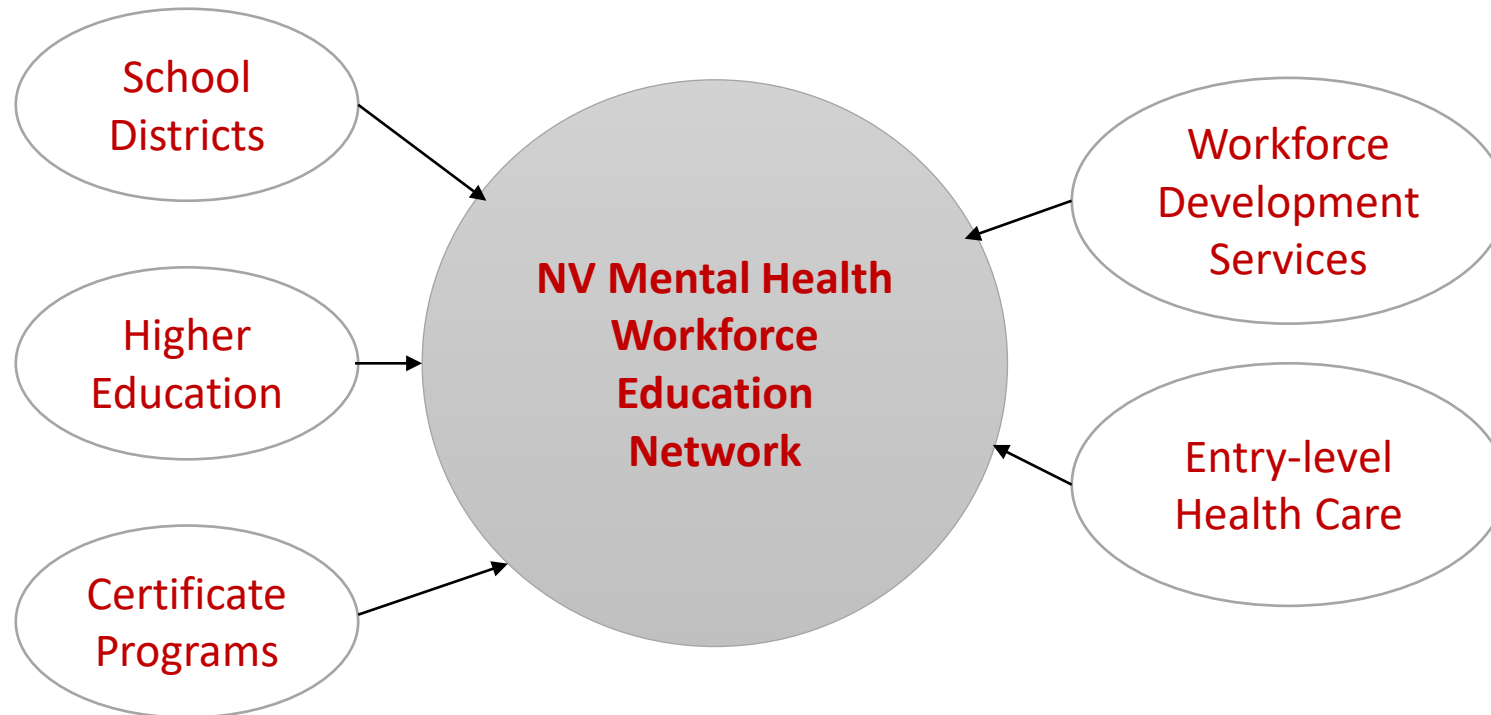 School
Districts
Higher
Education
Certificate
Programs
NV Mental Health
Workforce
Education
Network
Workforce
Development
Services
Entry-level
Health Care